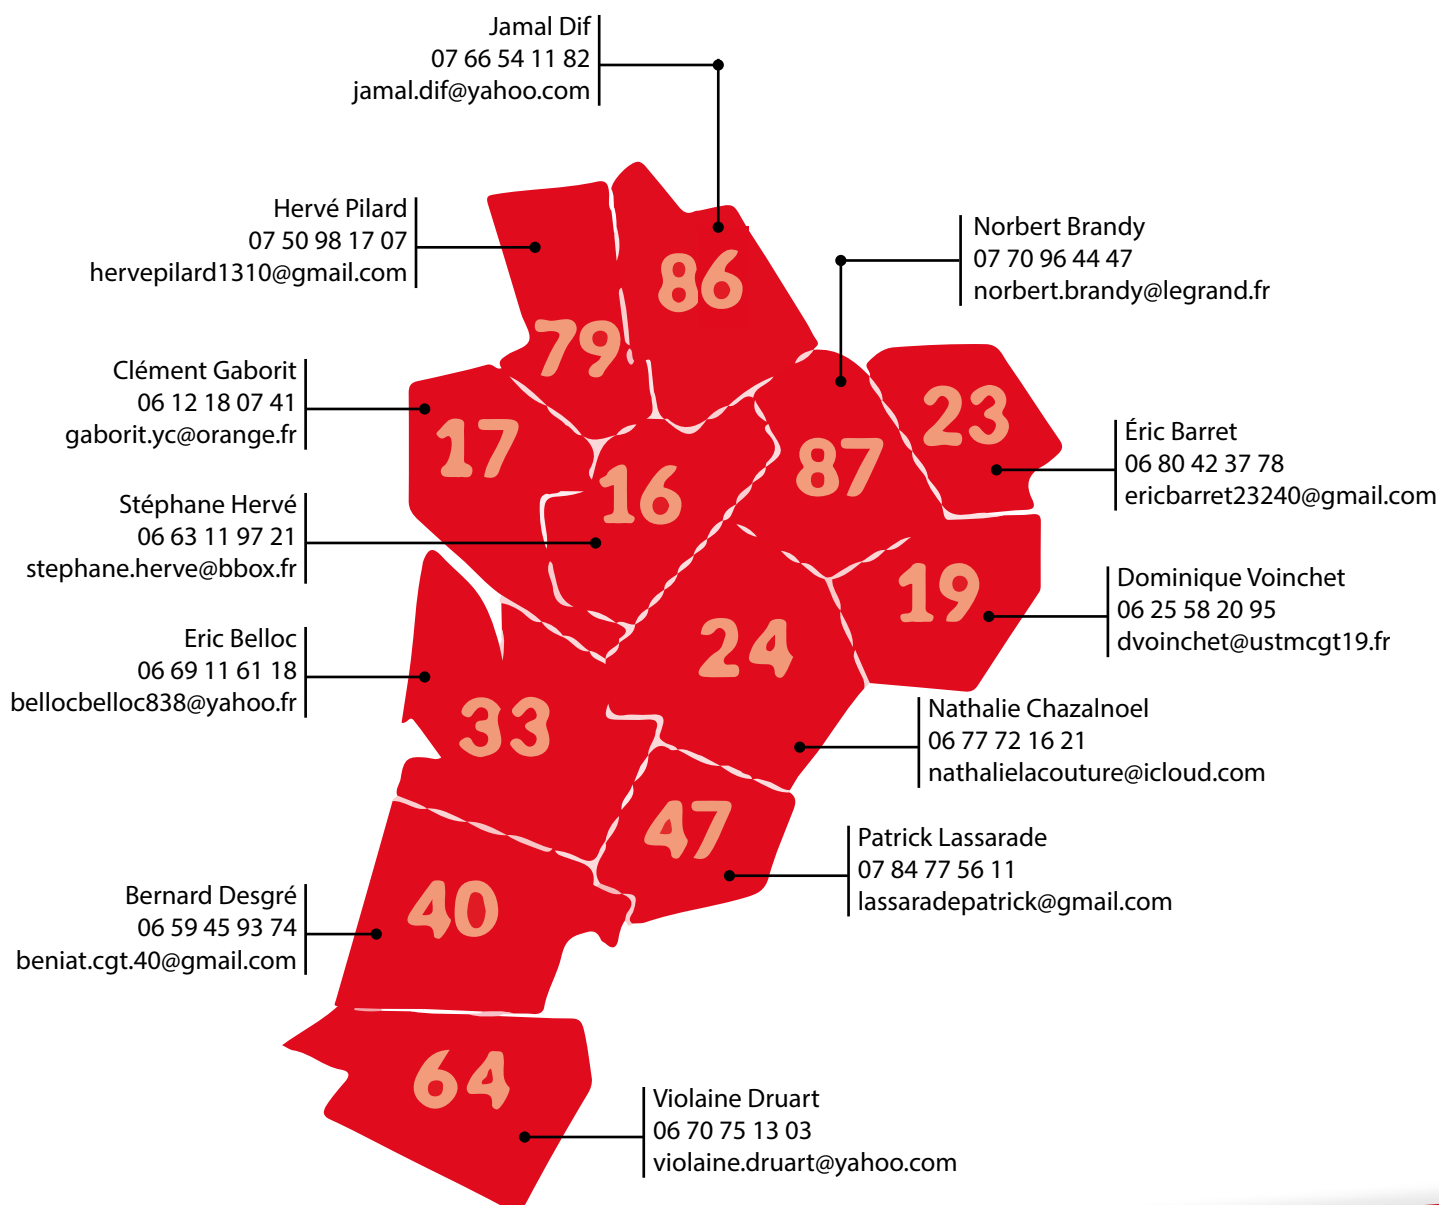 Jamal Dif
07 66 54 11 82
jamal.dif@yahoo.com
Hervé Pilard
07 50 98 17 07
hervepilard1310@gmail.com
Norbert Brandy
07 70 96 44 47
norbert.brandy@legrand.fr
86
79
Clément Gaborit
06 12 18 07 41
gaborit.yc@orange.fr
17
23
87
16
Éric Barret
06 80 42 37 78
ericbarret23240@gmail.com
Stéphane Hervé
06 63 11 97 21
stephane.herve@bbox.fr
19
Dominique Voinchet
06 25 58 20 95
dvoinchet@ustmcgt19.fr
24
Eric Belloc
06 69 11 61 18
bellocbelloc838@yahoo.fr
33
Nathalie Chazalnoel
06 77 72 16 21
nathalielacouture@icloud.com
47
Patrick Lassarade
07 84 77 56 11
lassaradepatrick@gmail.com
40
Bernard Desgré
06 59 45 93 74
beniat.cgt.40@gmail.com
64
Violaine Druart
06 70 75 13 03
violaine.druart@yahoo.com